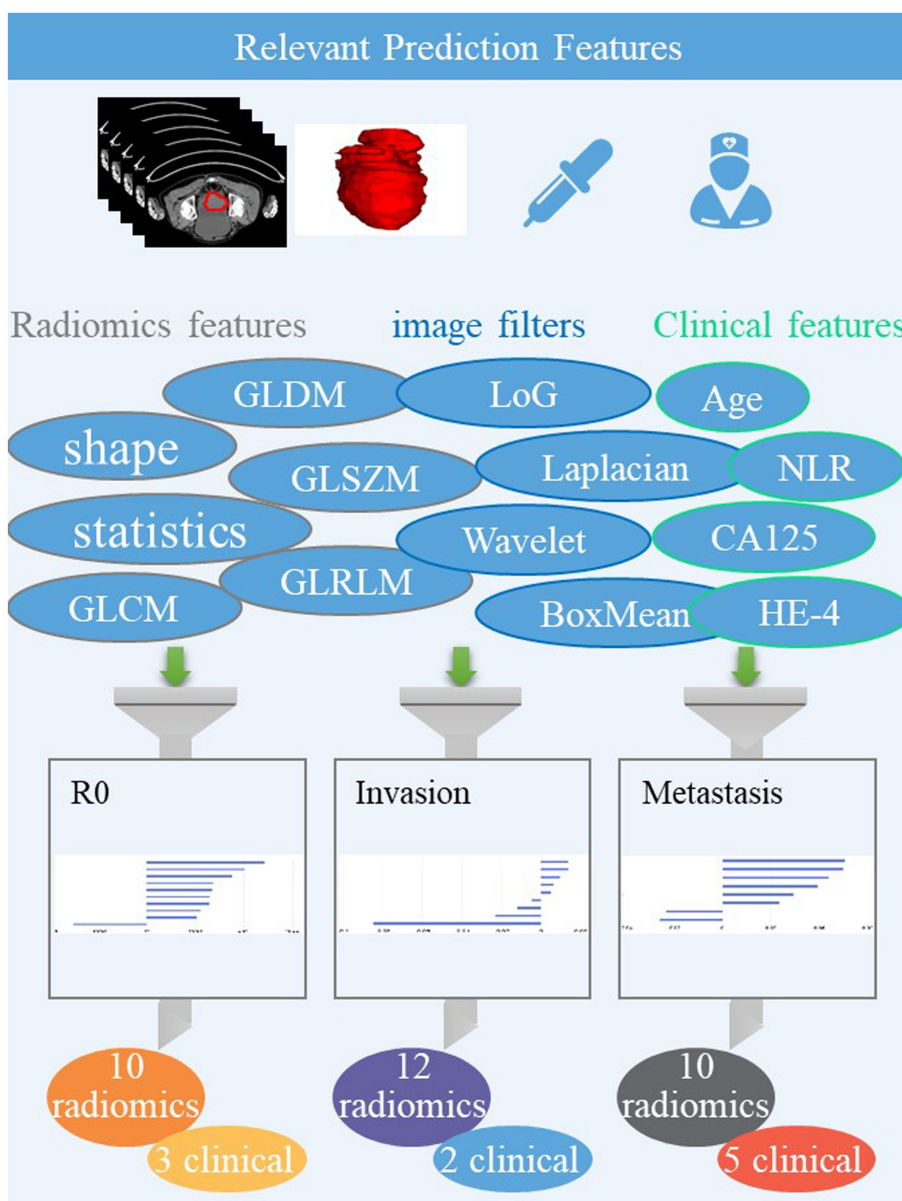 Relevant Prediction Features
Radiomics features
image filters
Clinical features
GLDM
LoG
Age
shape
GLSZM
Laplacian
NLR
statistics
Wavelet
CA125
GLCM
GLRLM
BoxMean
HE-4
R0
Invasion
Metastasis
10
radiomics
3 clinical
12
radiomics
2 clinical
10
radiomics
5 clinical